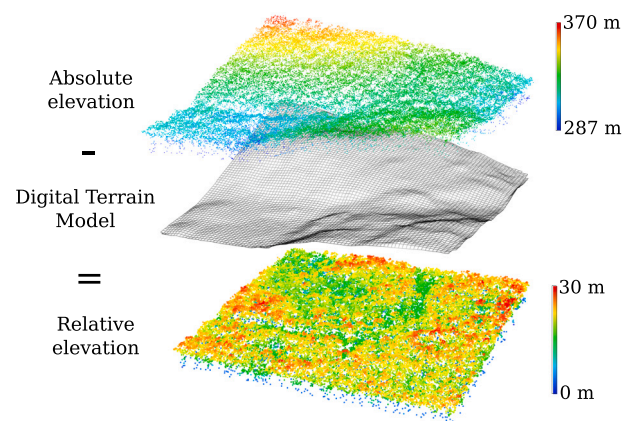 370 m
Absolute
elevation
287 m
-
Digital Terrain
Model
=
30 m
Relative
elevation
0 m